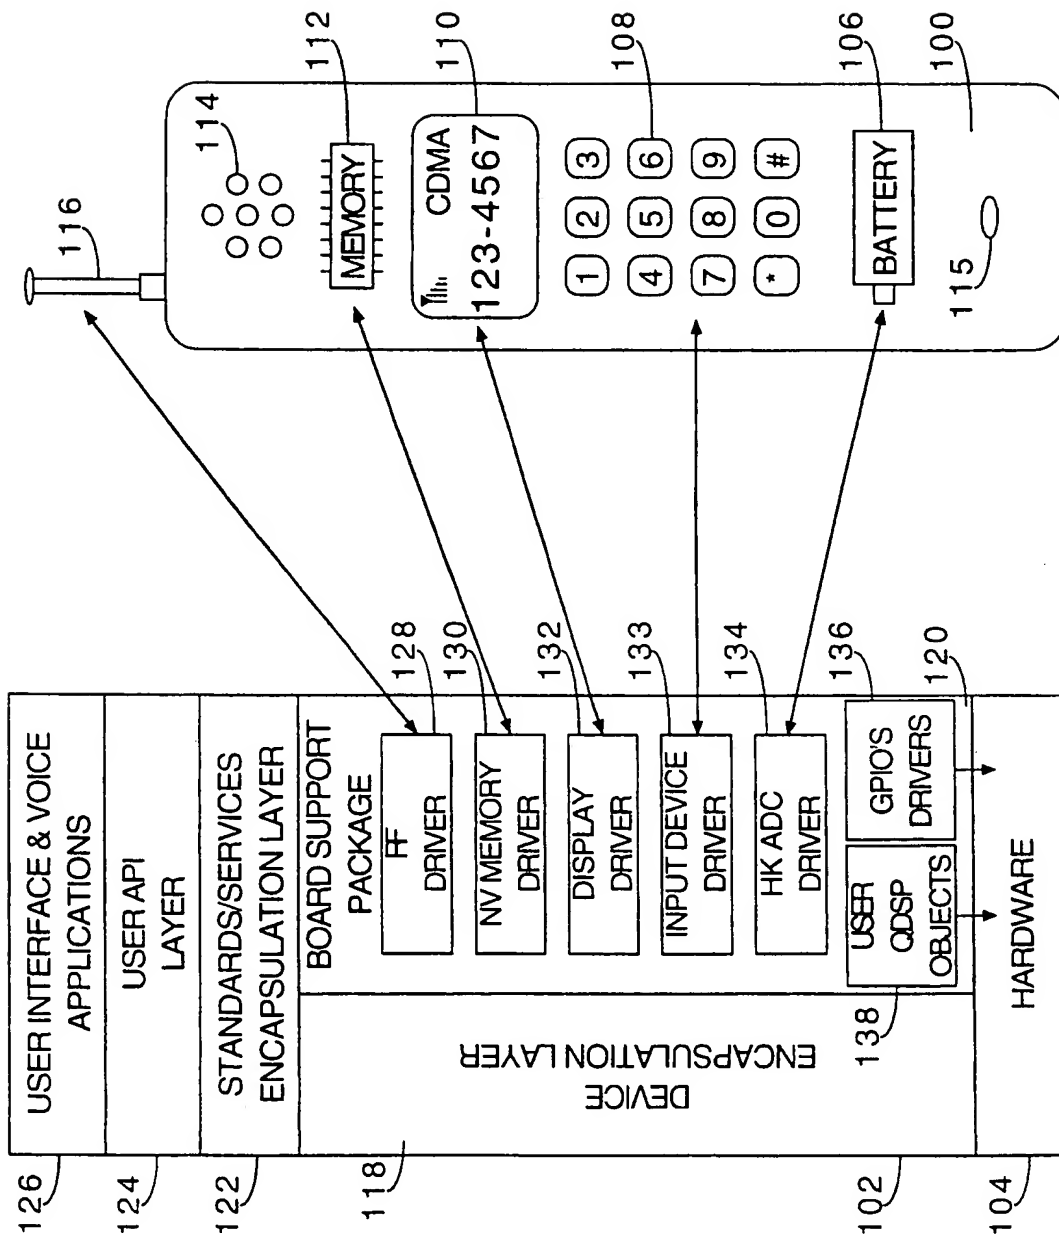 126
USER INTERFACE & VOICE
APPLICATIONS
124
USER API
LAYER
122
STANDARDS/SERVICES
ENCAPSULATION LAYER
118
DEVICE
ENCAPSULATION LAYER
BOARD SUPPORT
PACKAGE
RF
DRIVER
128
NV MEMORY
DRIVER
130
DISPLAY
DRIVER
132
INPUT DEVICE
DRIVER
133
HK ADC
DRIVER
134
USER
QDSP
OBJECTS
138
GPIO'S
DRIVERS
136
120
102
HARDWARE
104
116
114
MEMORY
112
CDMA
123-4567
110
1 2 3
4 5 6
7 8 9
* 0 #
108
BATTERY
106
115
100